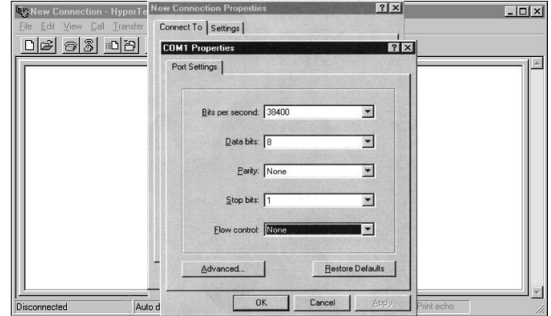 New Connection - HyperTe
New Connection Properties
File Edit View Call Transfer
Connect To Settings
COM1 Properties
Port Settings
Bits per second: 38400
Data bits: 8
Parity: None
Stop bits: 1
Flow control: None
Advanced... Restore Defaults
OK Cancel Apply
Disconnected Auto d Print echo